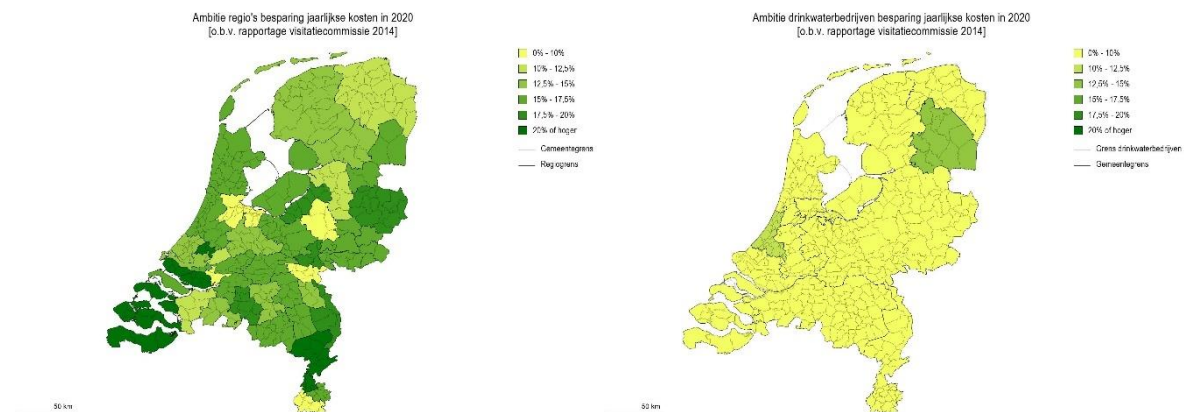 Ambitie regio's besparing jaarlijkse kosten in 2020
[o.b.v. rapportage visitatiecommissie 2014]
0% - 10%
10% - 12,5%
12,5% - 15%
15% - 17,5%
17,5% - 20%
20% of hoger
Gemeentegrens
Regiogrens
50 km
Ambitie drinkwaterbedrijven besparing jaarlijkse kosten in 2020
[o.b.v. rapportage visitatiecommissie 2014]
0% - 10%
10% - 12,5%
12,5% - 15%
15% - 17,5%
17,5% - 20%
20% of hoger
Grens drinkwaterbedrijven
Gemeentegrens
50 km